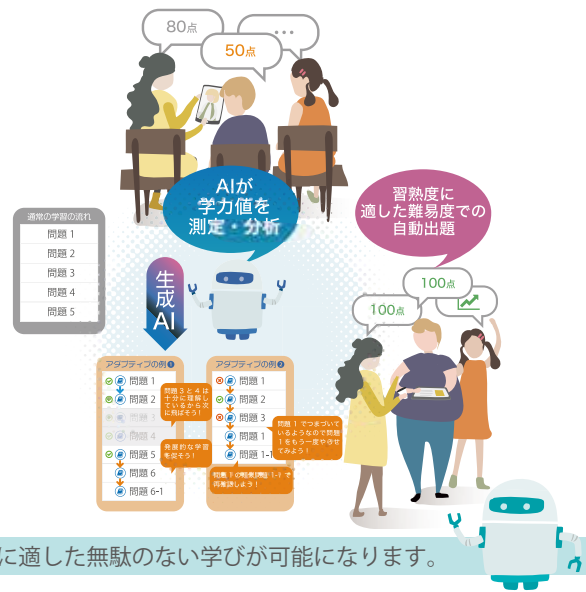 80点
50点
...
AIが
学力値を
測定・分析
習熟度に
適した難易度での
自動出題
通常の学習の流れ
問題 1
問題 2
問題 3
問題 4
問題 5
生成
AI
100点
100点
アダプティブの例❶
問題 1
問題 2
問題 3
問題 4
問題 5
問題 6
問題 6-1
問題 3 と 4 は
十分に理解し
ているから次
に飛ばそう!
発展的な学習
を促そう!
アダプティブの例❷
問題 1
問題 2
問題 3
問題 1
問題 1-1
問題 1 でつまづいて
いるようなので問題
1 をもう一度やらせ
てみよう!
再確認しよう!
に適した無駄のない学びが可能になります。